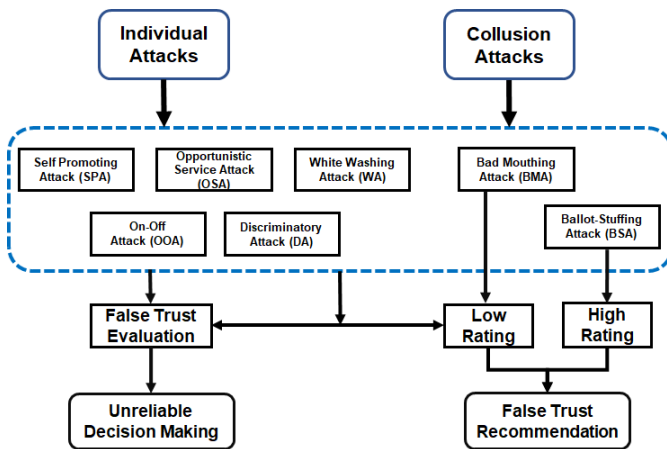 Individual
Attacks
Collusion
Attacks
Self Promoting
Attack (SPA)
Opportunistic
Service Attack
(OSA)
White Washing
Attack (WA)
Bad Mouthing
Attack (BMA)
On-Off
Attack (OOA)
Discriminatory
Attack (DA)
Ballot-Stuffing
Attack (BSA)
False Trust
Evaluation
Low
Rating
High
Rating
Unreliable
Decision Making
False Trust
Recommendation